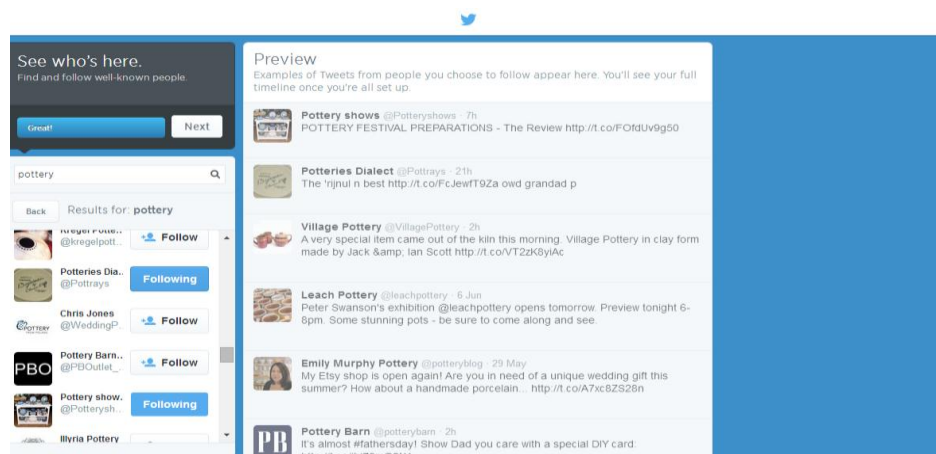 See who's here.
Find and follow well-known people.
Great!
Next
pottery
Back
Results for: pottery
@kregelpott..
Follow
Potteries Dia..
@Pottrays
Following
Chris Jones
@WeddingP..
Follow
POTTERY
Pottery Barn..
@PBOutlet_..
Follow
PBO
Pottery show..
@Potterysh..
Following
Illyria Pottery
Preview
Examples of Tweets from people you choose to follow appear here. You'll see your full
timeline once you're all set up.
Pottery shows @Potteryshows · 7h
POTTERY FESTIVAL PREPARATIONS - The Review http://t.co/FOfdUv9g50
Potteries Dialect @Pottrays · 21h
The 'rijnul n best http://t.co/FcJewfT9Za owd grandad p
Village Pottery @VillagePottery · 2h
A very special item came out of the kiln this morning. Village Pottery in clay form
made by Jack &amp; Ian Scott http://t.co/VT2zK8yiAc
Leach Pottery @leachpottery · 6 Jun
Peter Swanson's exhibition @leachpottery opens tomorrow. Preview tonight 6-
8pm. Some stunning pots - be sure to come along and see.
Emily Murphy Pottery @potteryblog · 29 May
My Etsy shop is open again! Are you in need of a unique wedding gift this
summer? How about a handmade porcelain... http://t.co/A7xc8ZS28n
Pottery Barn @potterybarn · 2h
It's almost #fathersday! Show Dad you care with a special DIY card:
PB